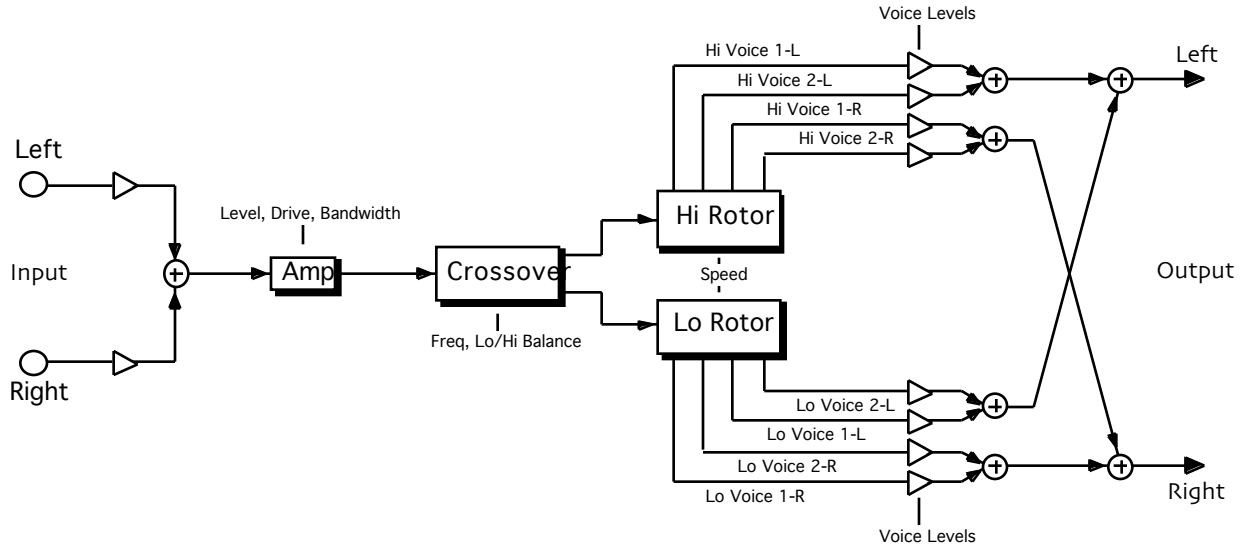 Voice Levels
Hi Voice 1-L
Left
Hi Voice 2-L
Hi Voice 1-R
Hi Voice 2-R
Left
Level, Drive, Bandwidth
Hi Rotor
Input
Amp
Crossover
Speed
Output
Freq, Lo/Hi Balance
Lo Rotor
Right
Lo Voice 2-L
Lo Voice 1-L
Lo Voice 2-R
Lo Voice 1-R
Right
Voice Levels